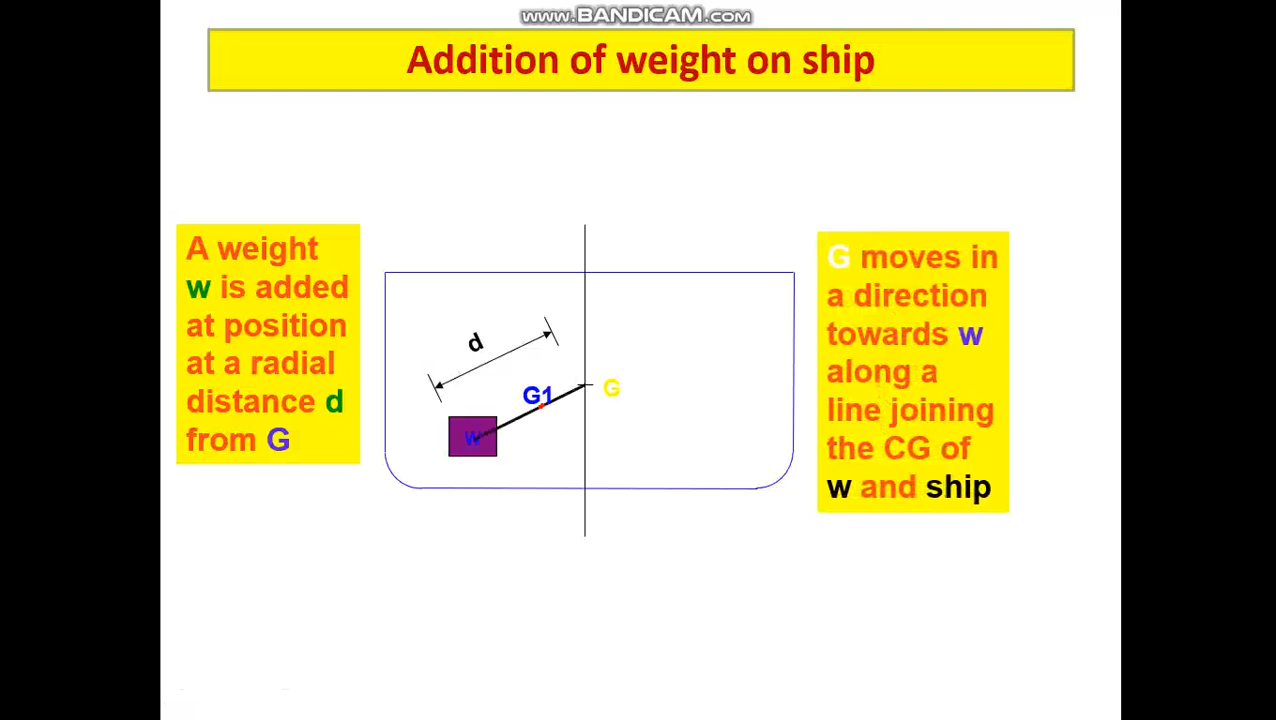 www.BANDICAM.com
Addition of weight on ship
A weight
w is added
at position
at a radial
distance d
from G
d
G1
G
w
G moves in
a direction
towards w
along a
line joining
the CG of
w and ship